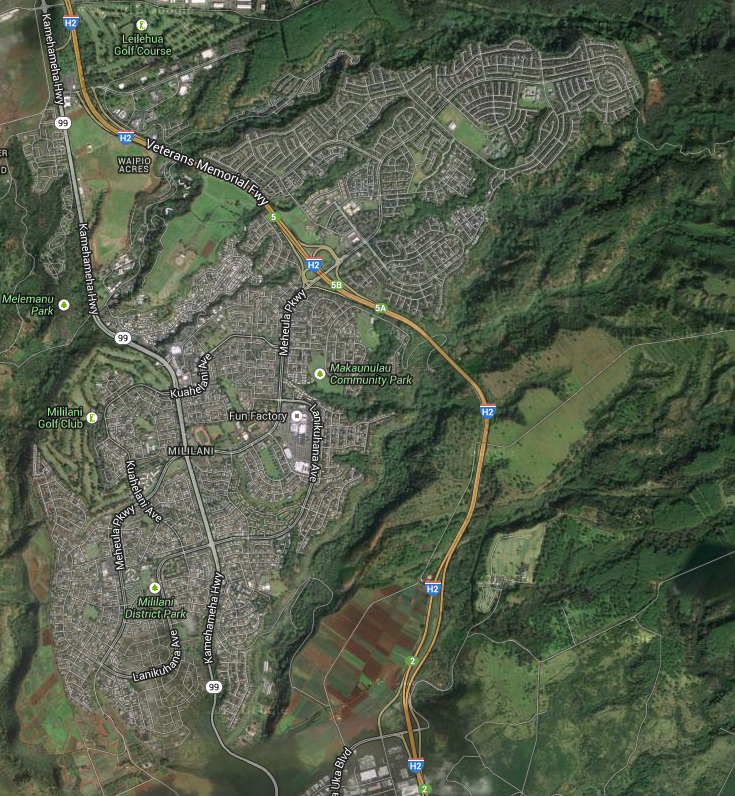 H2
Leilehua
Golf Course
Kamehameha Hwy
99
H2
Veterans Memorial Fwy
WAIPIO
ACRES
ER
D
5
Kamehameha Hwy
H2
5B
Melemanu
Park
5A
Meheula Pkwy
99
Kuahelani Ave
Makaunulau
Community Park
H2
Mililani
Golf Club
Fun Factory
Lanikuhana Ave
MILILANI
Kuahelani Ave
Meheula Pkwy
H2
Mililani
District Park
Kamehameha Hwy
Lanikuhana Ave
2
99
a Uka Blvd
H2
2